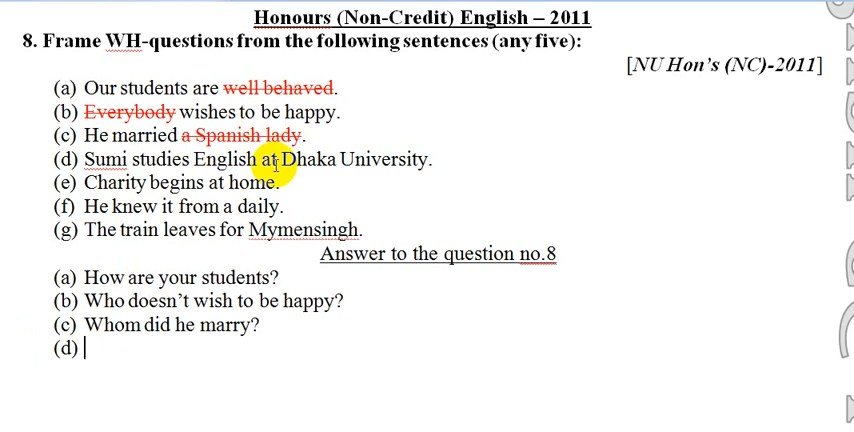 Honours (Non-Credit) English – 2011
8. Frame WH-questions from the following sentences (any five):
[NU Hon's (NC)-2011]
(a) Our students are well behaved.
(b) Everybody wishes to be happy.
(c) He married a Spanish lady.
(d) Sumi studies English at Dhaka University.
(e) Charity begins at home.
(f) He knew it from a daily.
(g) The train leaves for Mymensingh.
Answer to the question no.8
(a) How are your students?
(b) Who doesn't wish to be happy?
(c) Whom did he marry?
(d)